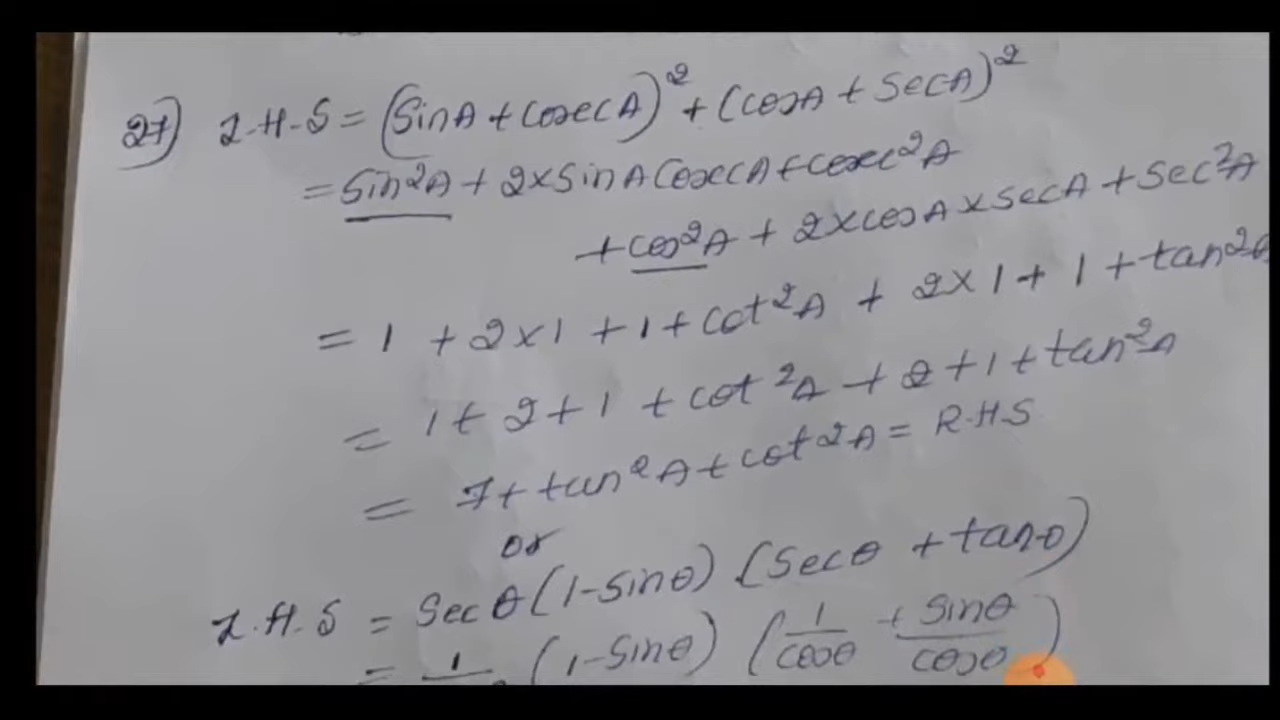 27) L.H.S = (SinA + CosecA)² + (CosA + SecA)²
= Sin²A + 2×SinA CosecA + Cosec²A
+ cos²A + 2×cosA×secA + Sec²A
= 1 + 2×1 + 1 + cot²A + 2×1 + 1 + tan²A
= 1 + 2 + 1 + cot²A + 2 + 1 + tan²A
= 7 + tan²A + cot²A = R.H.S
or
L.H.S = Sec θ (1-Sinθ) (Secθ + tanθ)
= 1 (1-Sinθ) (1/cosθ + Sinθ/cosθ)